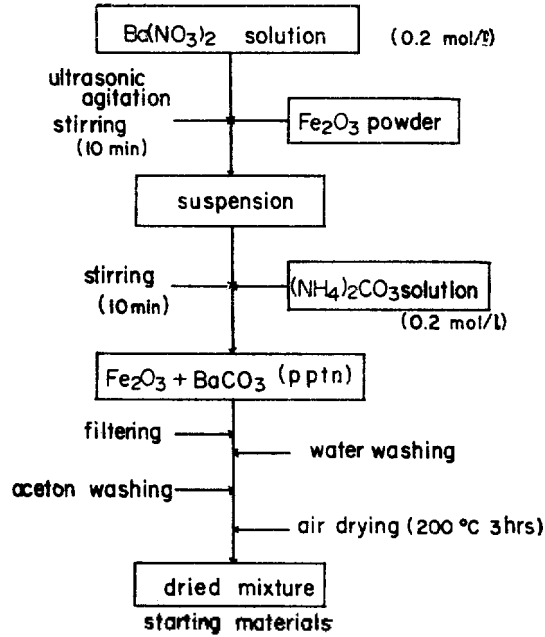 Ba(NO3)2 solution (0.2 mol/l)
ultrasonic
agitation
stirring
(10 min)
Fe2O3 powder
suspension
stirring
(10min)
(NH4)2CO3 solution
(0.2 mol/l)
Fe2O3 + BaCO3 (pptn)
filtering
water washing
aceton washing
air drying (200 °C 3hrs)
dried mixture
starting materials